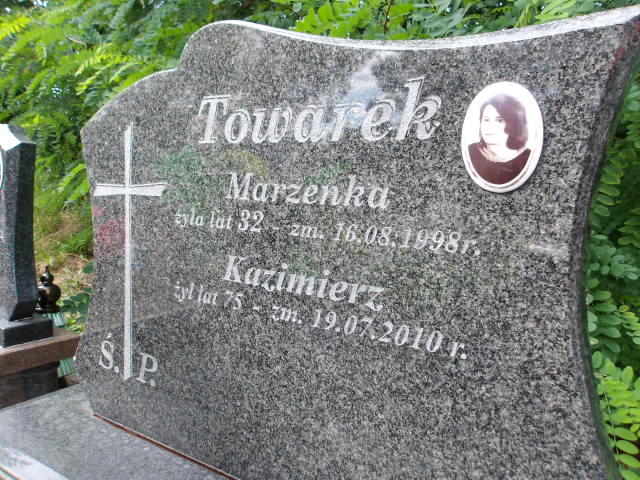 Towarek
Marzenka
żyła lat 32 - zm. 16.08.1998r.
Kazimierz
żył lat 75 - zm. 19.07.2010 r.
Ś. P.